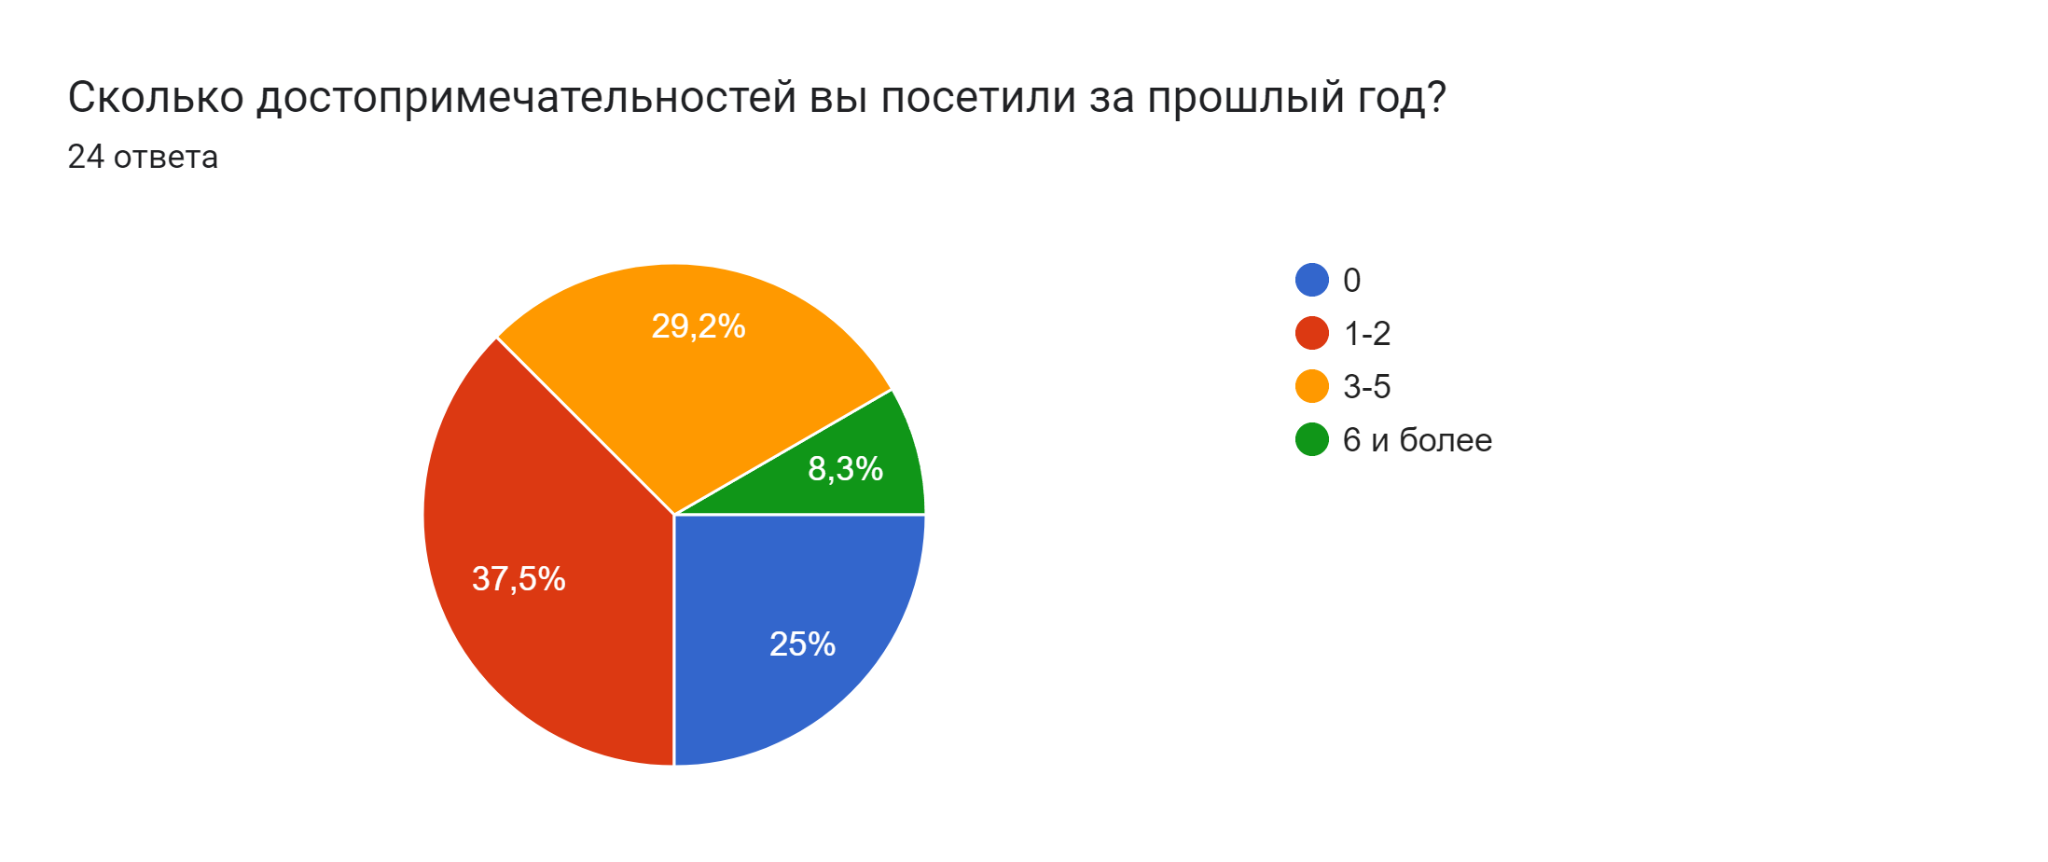 Сколько достопримечательностей вы посетили за прошлый год?
24 ответа
29,2%
8,3%
37,5%
25%
0
1-2
3-5
6 и более